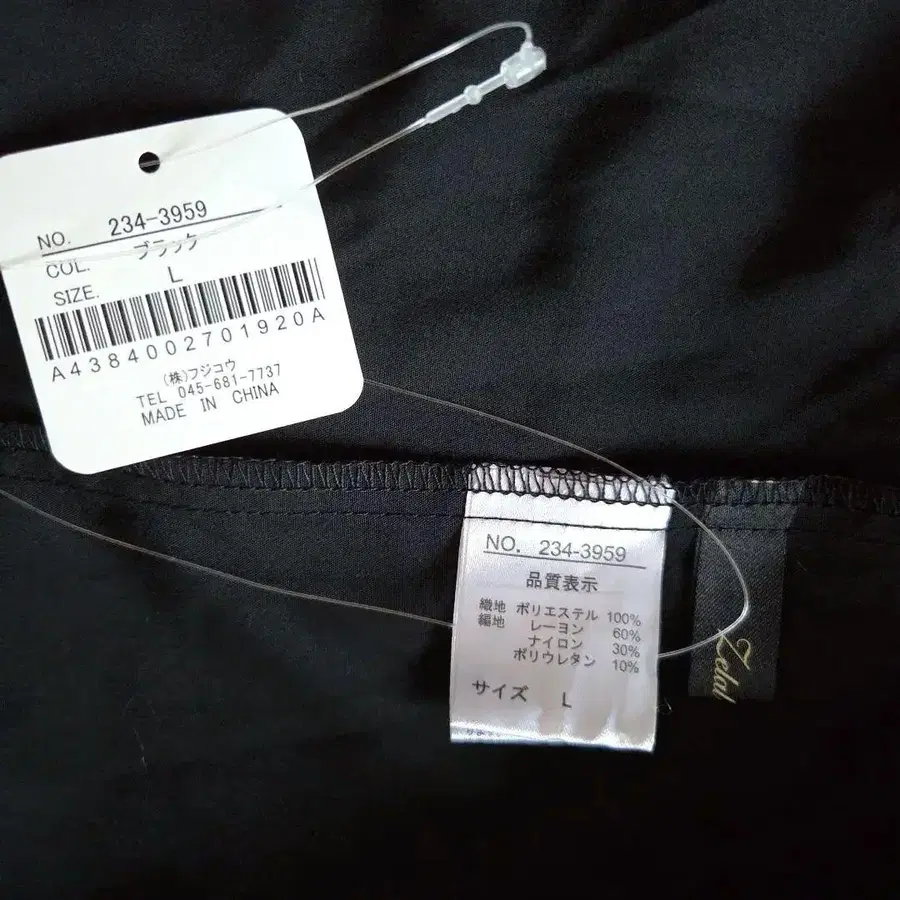 NO. 234-3959
COL. ブラック
SIZE. L
A4384002701920A
(株)フジコウ
TEL 045-681-7737
MADE IN CHINA
NO. 234-3959
品質表示
織地 ポリエステル 100%
編地 レーヨン 60%
ナイロン 30%
ポリウレタン 10%
サイズ L